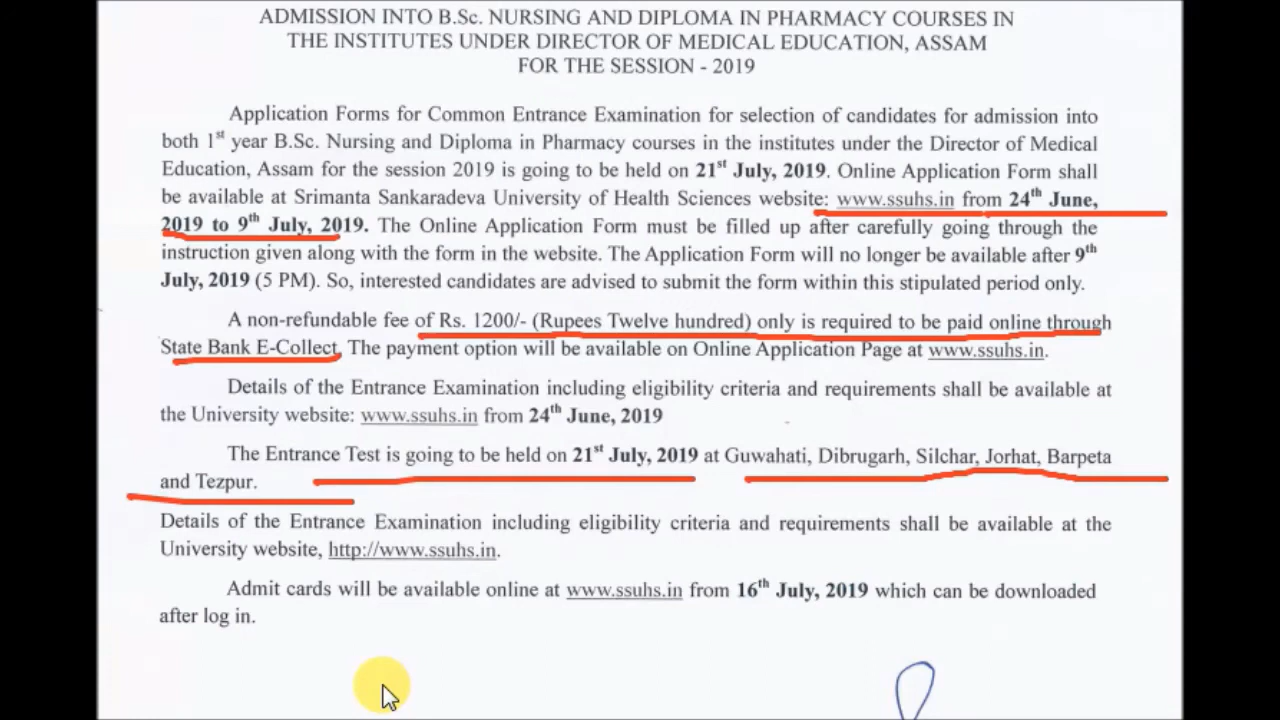 ADMISSION INTO B.Sc. NURSING AND DIPLOMA IN PHARMACY COURSES IN
THE INSTITUTES UNDER DIRECTOR OF MEDICAL EDUCATION, ASSAM
FOR THE SESSION - 2019
Application Forms for Common Entrance Examination for selection of candidates for admission into
both 1st year B.Sc. Nursing and Diploma in Pharmacy courses in the institutes under the Director of Medical
Education, Assam for the session 2019 is going to be held on 21st July, 2019. Online Application Form shall
be available at Srimanta Sankaradeva University of Health Sciences website: www.ssuhs.in from 24th June,
2019 to 9th July, 2019. The Online Application Form must be filled up after carefully going through the
instruction given along with the form in the website. The Application Form will no longer be available after 9th
July, 2019 (5 PM). So, interested candidates are advised to submit the form within this stipulated period only.
A non-refundable fee of Rs. 1200/- (Rupees Twelve hundred) only is required to be paid online through
State Bank E-Collect. The payment option will be available on Online Application Page at www.ssuhs.in.
Details of the Entrance Examination including eligibility criteria and requirements shall be available at
the University website: www.ssuhs.in from 24th June, 2019
The Entrance Test is going to be held on 21st July, 2019 at Guwahati, Dibrugarh, Silchar, Jorhat, Barpeta
and Tezpur.
Details of the Entrance Examination including eligibility criteria and requirements shall be available at the
University website, http://www.ssuhs.in.
Admit cards will be available online at www.ssuhs.in from 16th July, 2019 which can be downloaded
after log in.